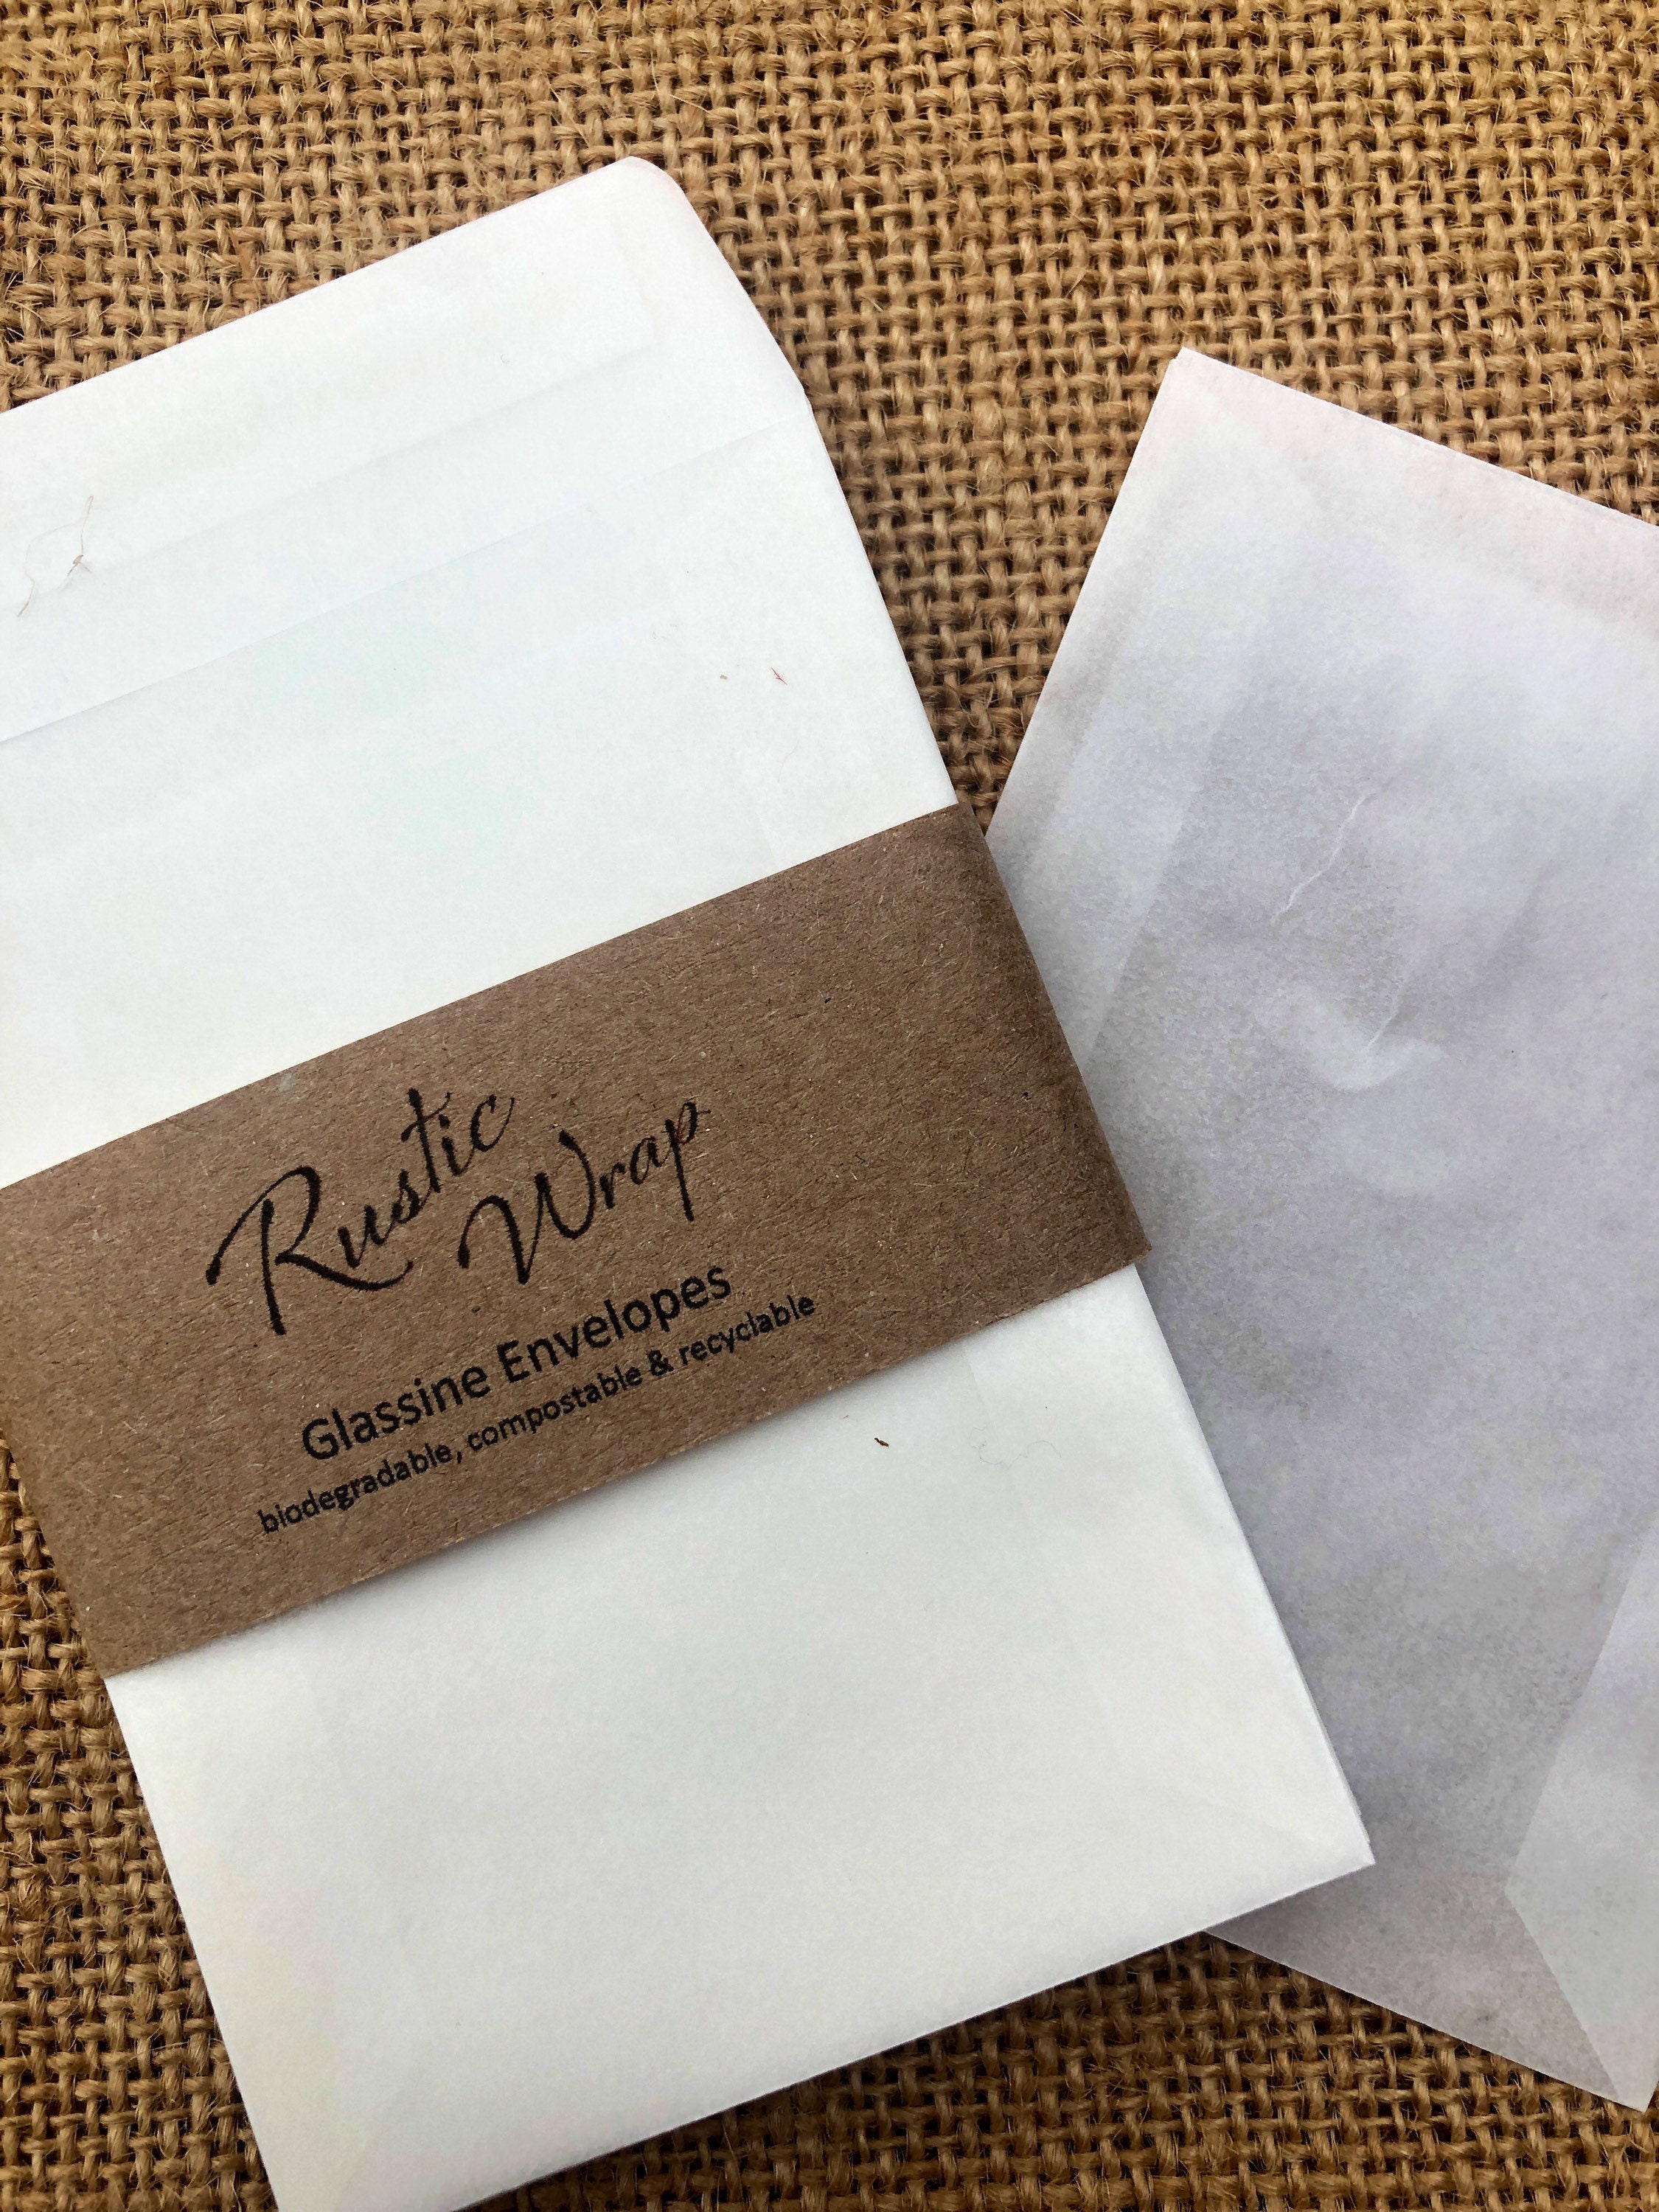 Rustic
Wrap
Glassine Envelopes
biodegradable, compostable & recyclable